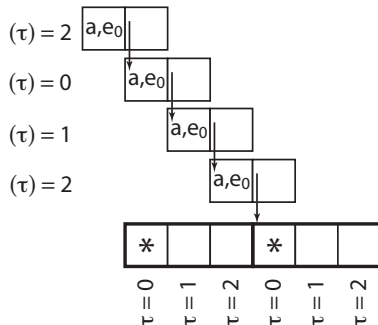 (τ) = 2 a,e₀
(τ) = 0 a,e₀
(τ) = 1 a,e₀
(τ) = 2 a,e₀
* *
τ = 0 τ = 1 τ = 2 τ = 0 τ = 1 τ = 2